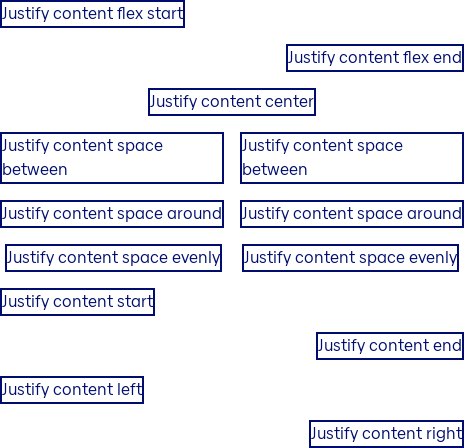 Justify content flex start
Justify content flex end
Justify content center
Justify content space
between
Justify content space
between
Justify content space around
Justify content space around
Justify content space evenly
Justify content space evenly
Justify content start
Justify content end
Justify content left
Justify content right